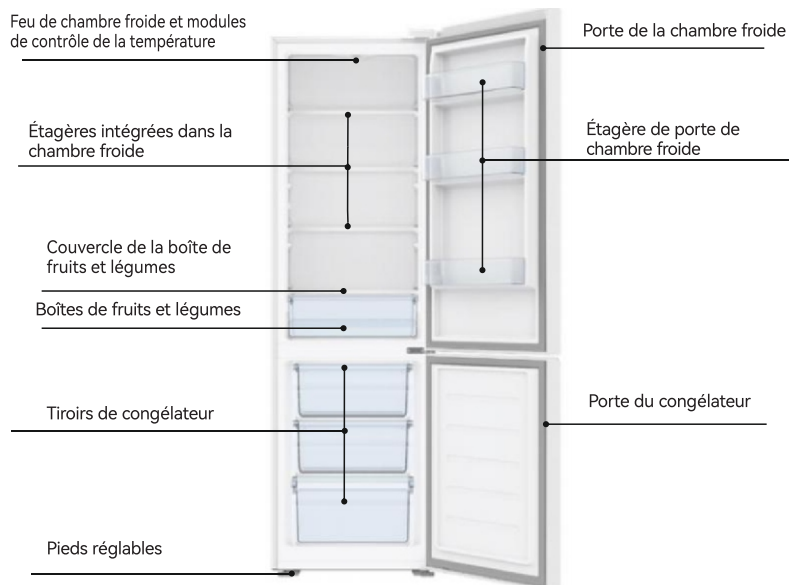 Feu de chambre froide et modules
de contrôle de la température
Porte de la chambre froide
Étagères intégrées dans la
chambre froide
Étagère de porte de
chambre froide
Couvercle de la boîte de
fruits et légumes
Boîtes de fruits et légumes
Tiroirs de congélateur
Porte du congélateur
Pieds réglables